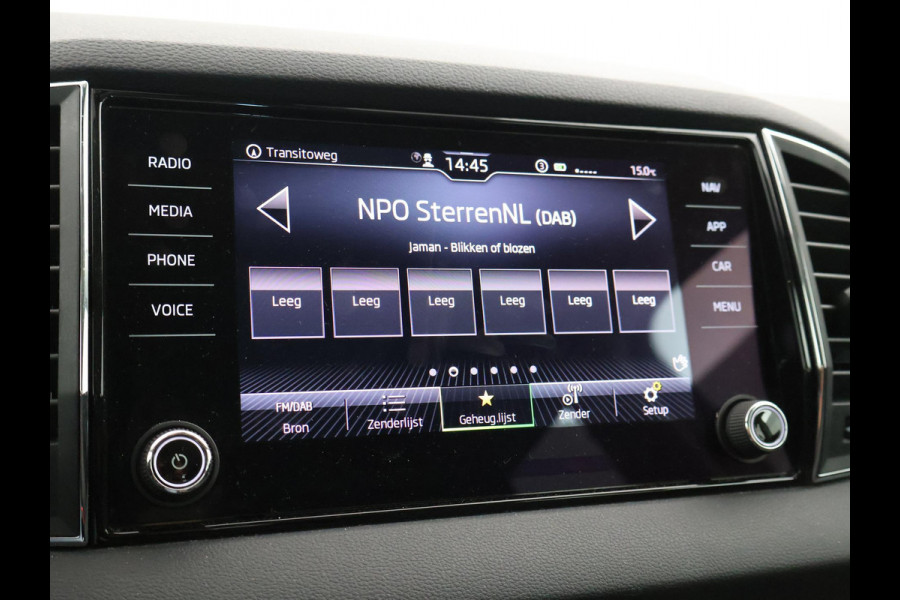 RADIO
MEDIA
PHONE
VOICE
Transitoweg
14:45
3
15.0°C
NPO SterrenNL (DAB)
Jaman - Blikken of blozen
Leeg Leeg Leeg Leeg Leeg Leeg
FM/DAB
Bron
Zenderlijst
Geheug.lijst
Zender
Setup
NAV
APP
CAR
MENU